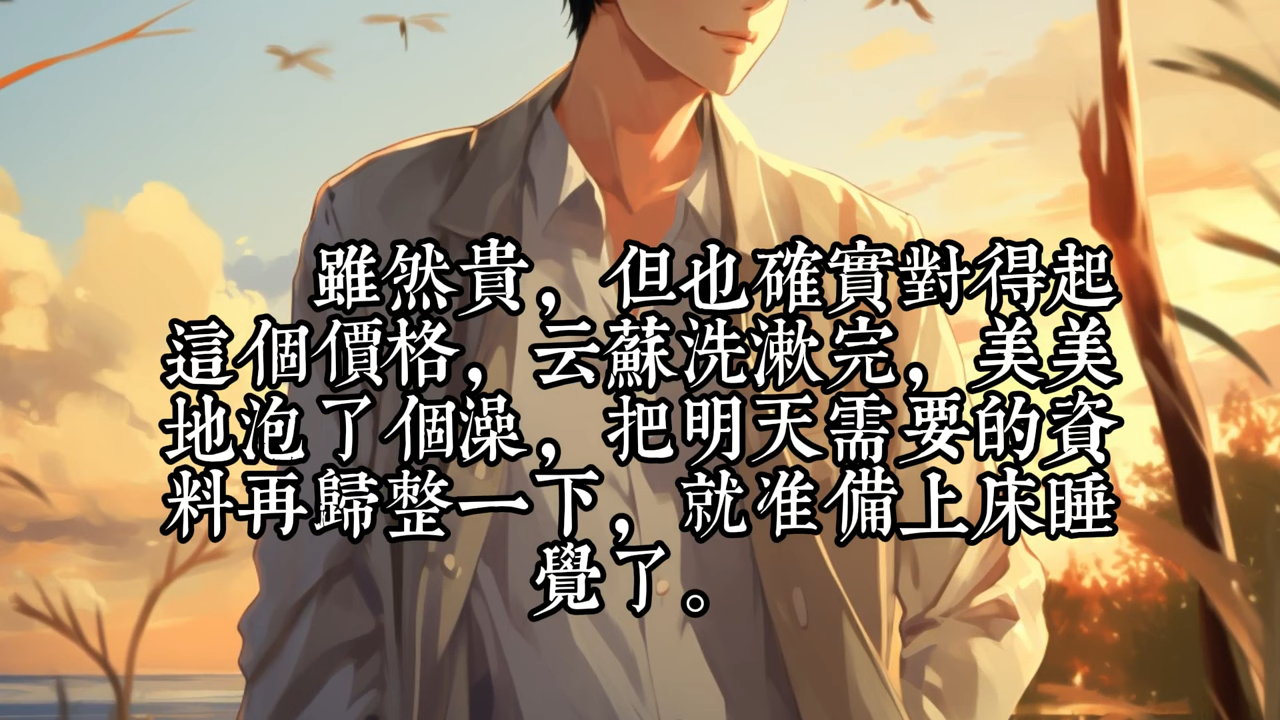 雖然貴，但也確實對得起
這個價格，云蘇洗漱完，美美
地泡了個澡，把明天需要的資
料再歸整一下，就准備上床睡
覺了。